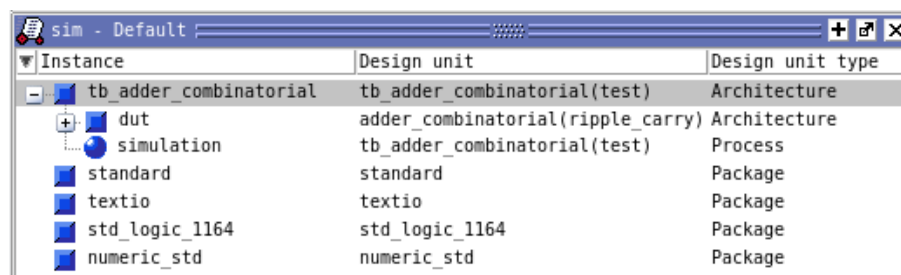 sim - Default
Instance Design unit Design unit type
tb_adder_combinatorial tb_adder_combinatorial(test) Architecture
dut adder_combinatorial(ripple_carry) Architecture
simulation tb_adder_combinatorial(test) Process
standard standard Package
textio textio Package
std_logic_1164 std_logic_1164 Package
numeric_std numeric_std Package